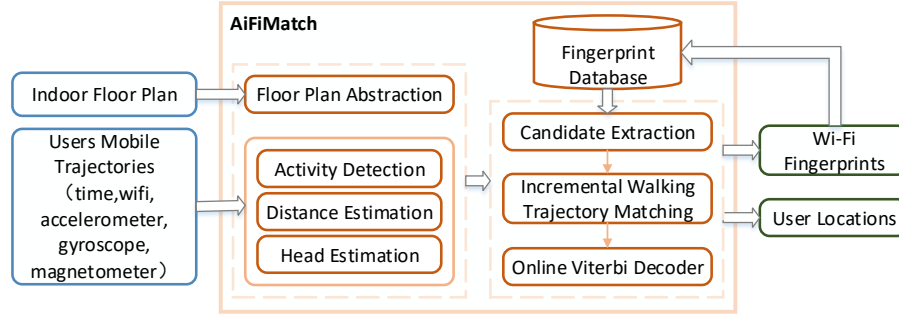 AiFiMatch
Indoor Floor Plan
Users Mobile
Trajectories
（time,wifi,
accelerometer,
gyroscope,
magnetometer）
Floor Plan Abstraction
Activity Detection
Distance Estimation
Head Estimation
Fingerprint
Database
Candidate Extraction
Incremental Walking
Trajectory Matching
Online Viterbi Decoder
Wi-Fi
Fingerprints
User Locations